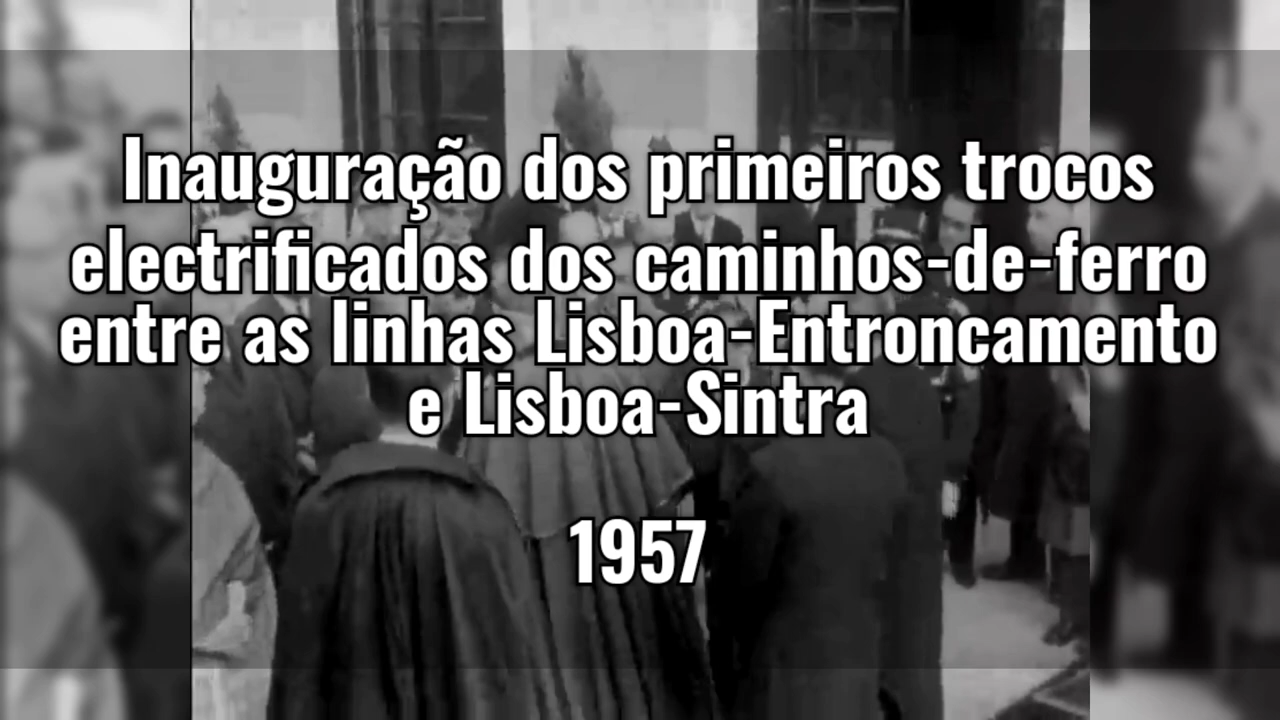 Inauguração dos primeiros trocos
electrificados dos caminhos-de-ferro
entre as linhas Lisboa-Entroncamento
e Lisboa-Sintra
1957